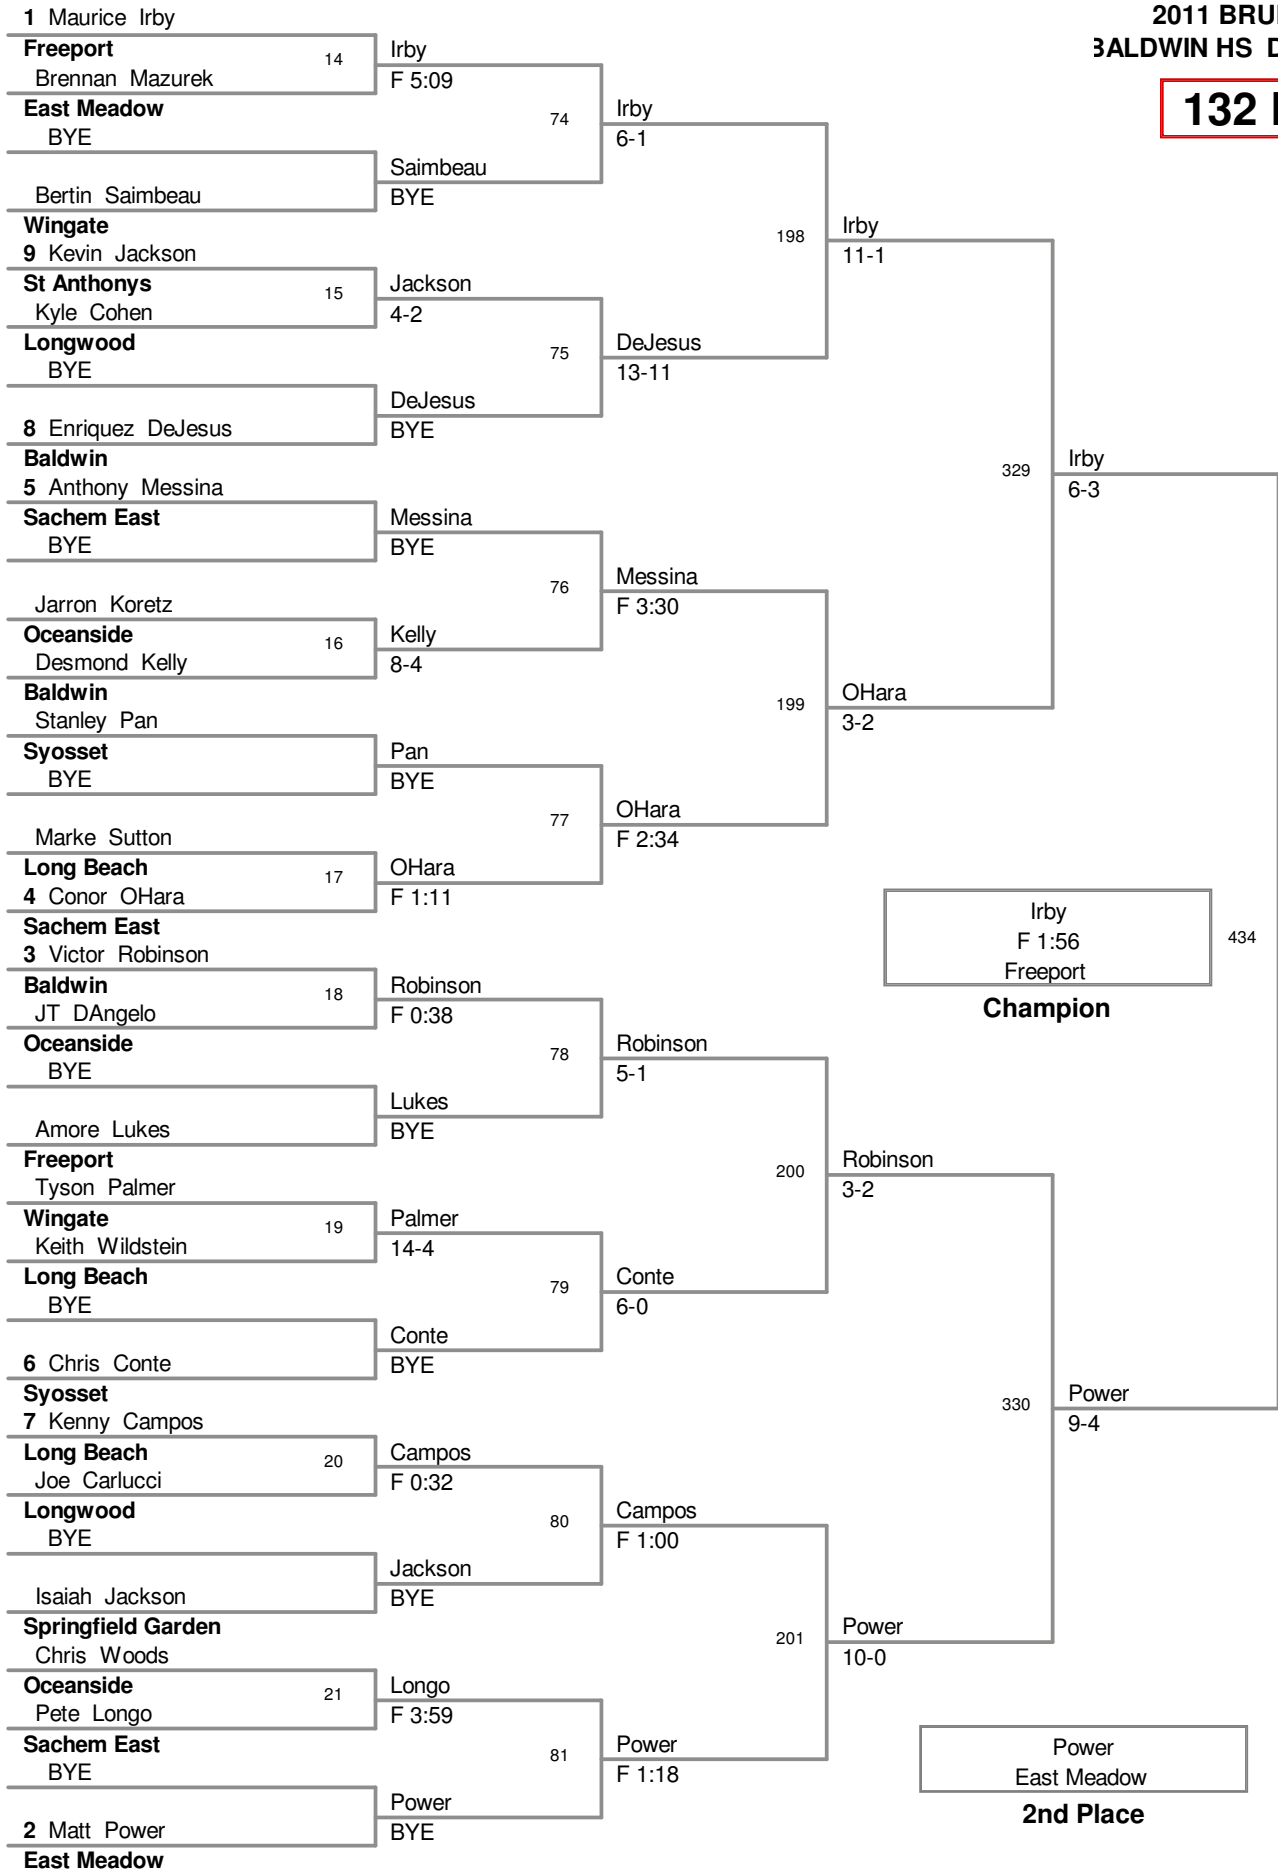 1 Maurice Irby
Freeport
Brennan Mazurek
East Meadow
BYE
Bertin Saimbeau
Wingate
9 Kevin Jackson
St Anthonys
Kyle Cohen
Longwood
BYE
8 Enriquez DeJesus
Baldwin
5 Anthony Messina
Sachem East
BYE
Jarron Koretz
Oceanside
Desmond Kelly
Baldwin
Stanley Pan
Syosset
BYE
Marke Sutton
Long Beach
4 Conor OHara
Sachem East
3 Victor Robinson
Baldwin
JT DAngelo
Oceanside
BYE
Amore Lukes
Freeport
Tyson Palmer
Wingate
Keith Wildstein
Long Beach
BYE
6 Chris Conte
Syosset
7 Kenny Campos
Long Beach
Joe Carlucci
Longwood
BYE
Isaiah Jackson
Springfield Garden
Chris Woods
Oceanside
Pete Longo
Sachem East
BYE
2 Matt Power
East Meadow
14
Irby
F 5:09
Saimbeau
BYE
15
Jackson
4-2
DeJesus
BYE
Messina
BYE
16
Kelly
8-4
Pan
BYE
17
OHara
F 1:11
18
Robinson
F 0:38
Lukes
BYE
19
Palmer
14-4
Conte
BYE
20
Campos
F 0:32
Jackson
BYE
21
Longo
F 3:59
Power
BYE
74
Irby
6-1
75
DeJesus
13-11
76
Messina
F 3:30
77
OHara
F 2:34
78
Robinson
5-1
79
Conte
6-0
80
Campos
F 1:00
81
Power
F 1:18
198
Irby
11-1
199
OHara
3-2
200
Robinson
3-2
201
Power
10-0
329
Irby
6-3
330
Power
9-4
2011 BRU
BALDWIN HS D
132
Irby
F 1:56
Freeport
434
Champion
Power
East Meadow
2nd Place